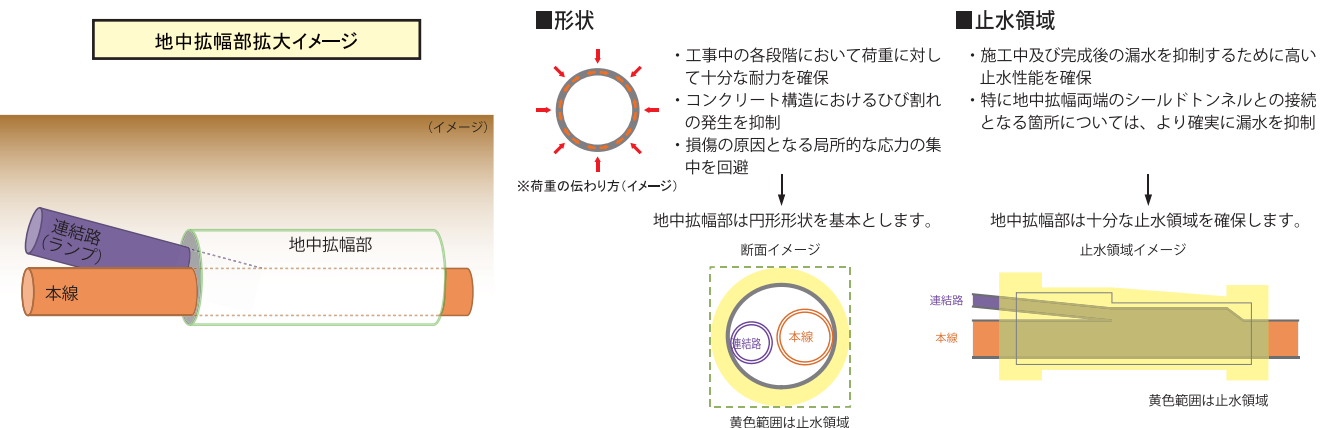 地中拡幅部拡大イメージ
（イメージ）
連結路
（ランプ）
本線
地中拡幅部
■形状
・工事中の各段階において荷重に対し
て十分な耐力を確保
・コンクリート構造におけるひび割れ
の発生を抑制
・損傷の原因となる局所的な応力の集
中を回避
※荷重の伝わり方（イメージ）
地中拡幅部は円形形状を基本とします。
断面イメージ
連結路
本線
黄色範囲は止水領域
■止水領域
・施工中及び完成後の漏水を抑制するために高い
止水性能を確保
・特に地中拡幅両端のシールドトンネルとの接続
となる箇所については、より確実に漏水を抑制
地中拡幅部は十分な止水領域を確保します。
止水領域イメージ
連結路
本線
黄色範囲は止水領域